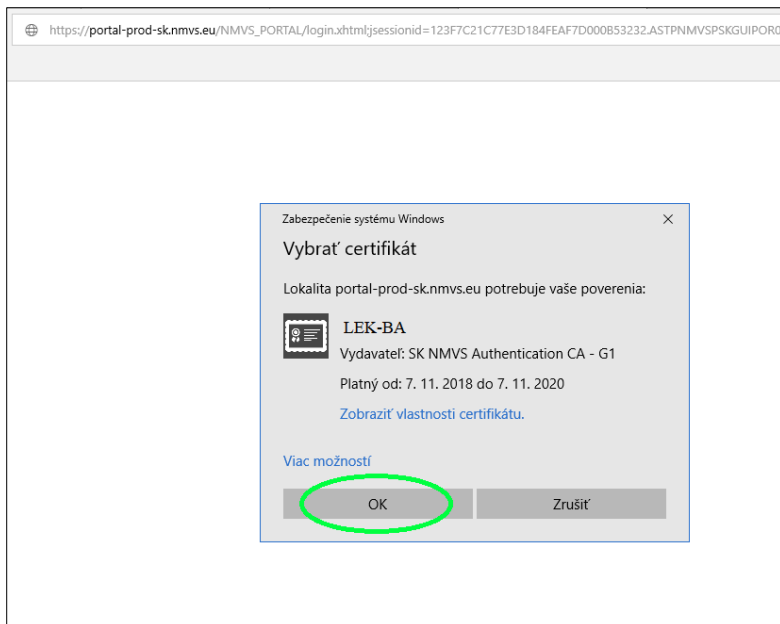 https://portal-prod-sk.nmvs.eu/NMVS_PORTAL/login.xhtml;jsessionid=123F7C21C77E3D184FEAF7D000B53232.ASTPNMVSPSKGUIPOR0
Zabezpečenie systému Windows
Vybrať certifikát
Lokalita portal-prod-sk.nmvs.eu potrebuje vaše poverenia:
LEK-BA
Vydavateľ: SK NMVS Authentication CA - G1
Platný od: 7. 11. 2018 do 7. 11. 2020
Zobraziť vlastnosti certifikátu.
Viac možností
OK Zrušiť